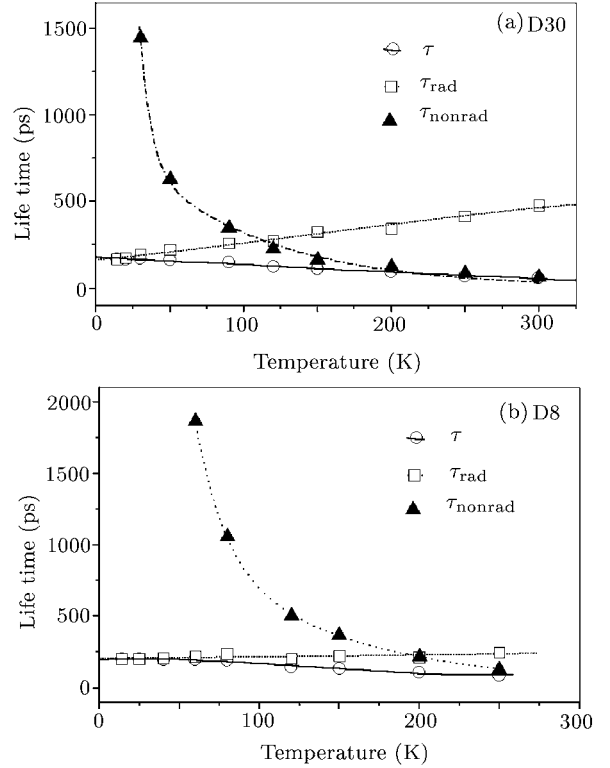 (a) D30
1500
1000
500
0
Life time (ps)
τ
τrad
τnonrad
0
100
200
300
Temperature (K)
(b) D8
2000
1500
1000
500
0
Life time (ps)
τ
τrad
τnonrad
0
100
200
300
Temperature (K)